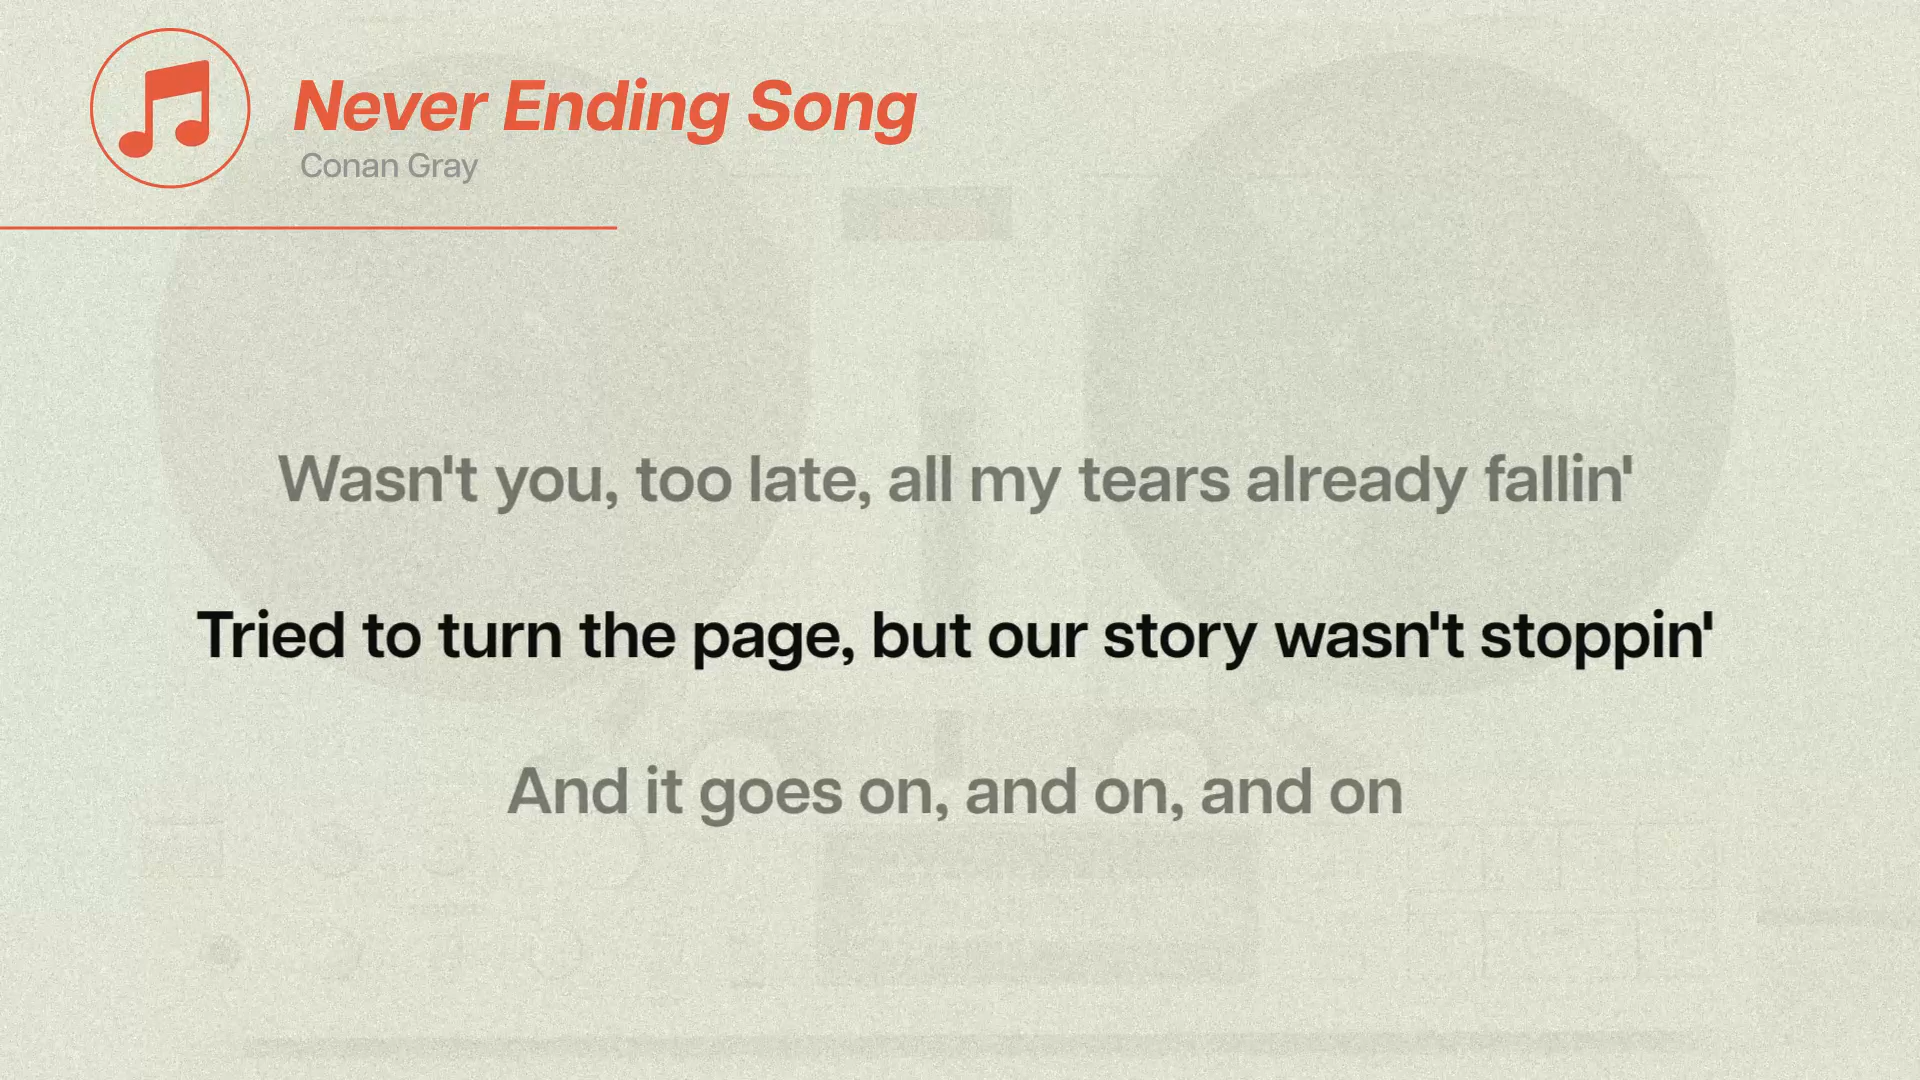 Never Ending Song
Conan Gray
Wasn't you, too late, all my tears already fallin'
Tried to turn the page, but our story wasn't stoppin'
And it goes on, and on, and on